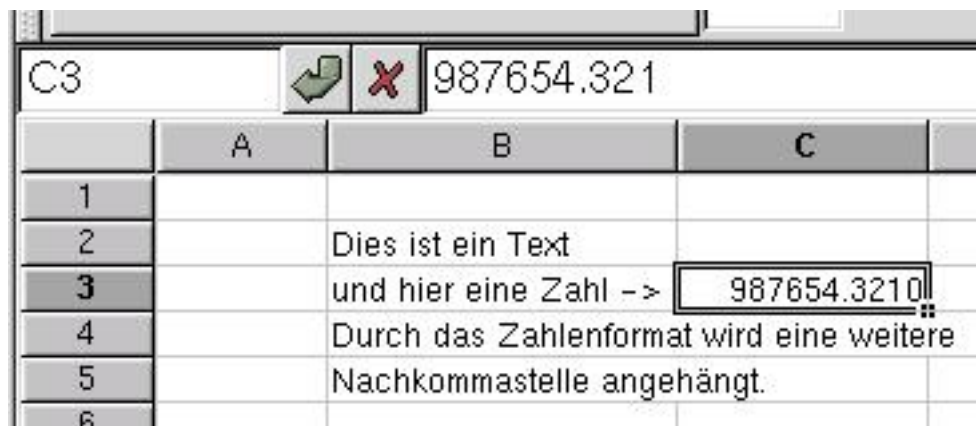 C3 987654.321
A B C
1
2 Dies ist ein Text
3 und hier eine Zahl -> 987654.3210
4 Durch das Zahlenformat wird eine weitere
5 Nachkommastelle angehängt.
6